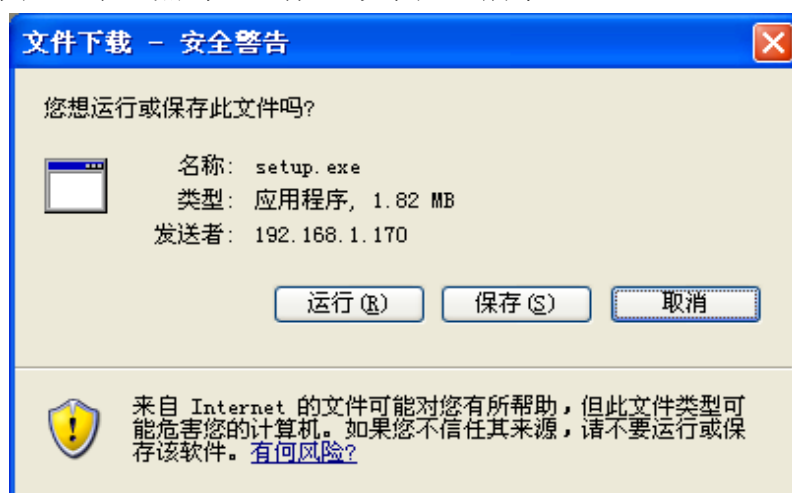 文件下载 - 安全警告
您想运行或保存此文件吗?
名称: setup.exe
类型: 应用程序, 1.82 MB
发送者: 192.168.1.170
运行(R) 保存(S) 取消
来自 Internet 的文件可能对您有所帮助，但此文件类型可
能危害您的计算机。如果您不信任其来源，请不要运行或保
存该软件。有何风险?